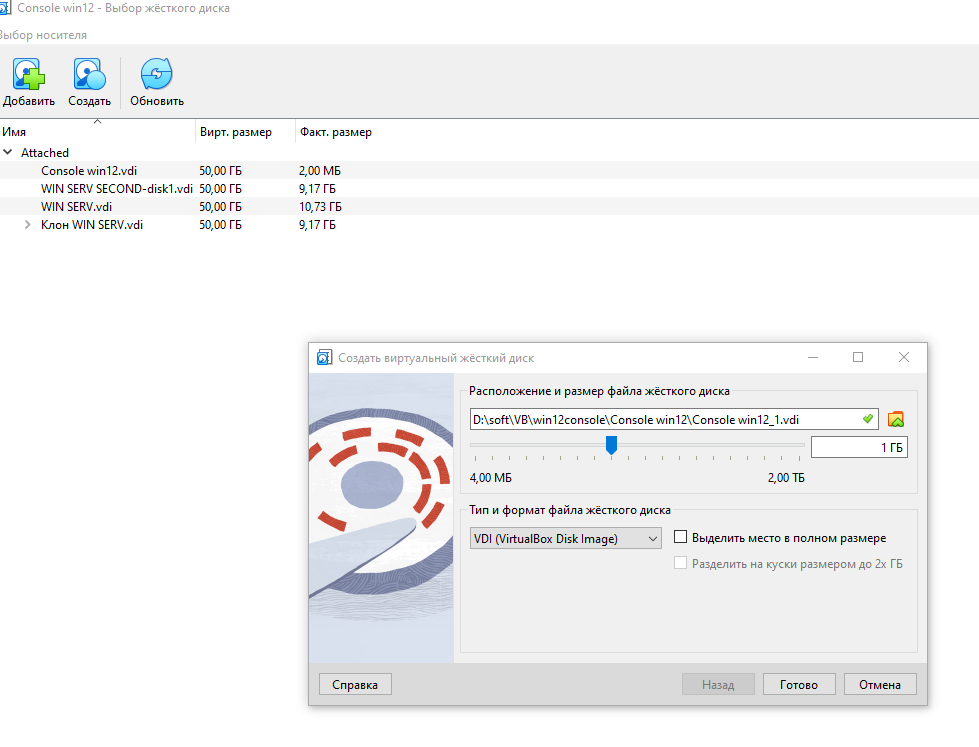 Console win12 - Выбор жёсткого диска
Выбор носителя
Добавить Создать Обновить
Имя Вирт. размер Факт. размер
Attached
Console win12.vdi 50,00 ГБ 2,00 МБ
WIN SERV SECOND-disk1.vdi 50,00 ГБ 9,17 ГБ
WIN SERV.vdi 50,00 ГБ 10,73 ГБ
Клон WIN SERV.vdi 50,00 ГБ 9,17 ГБ
Создать виртуальный жёсткий диск
Расположение и размер файла жёсткого диска
D:\soft\VB\win12console\Console win12\Console win12_1.vdi
1 ГБ
4,00 МБ 2,00 ТБ
Тип и формат файла жёсткого диска
VDI (VirtualBox Disk Image) Выделить место в полном размере
Разделить на куски размером до 2х ГБ
Справка Назад Готово Отмена